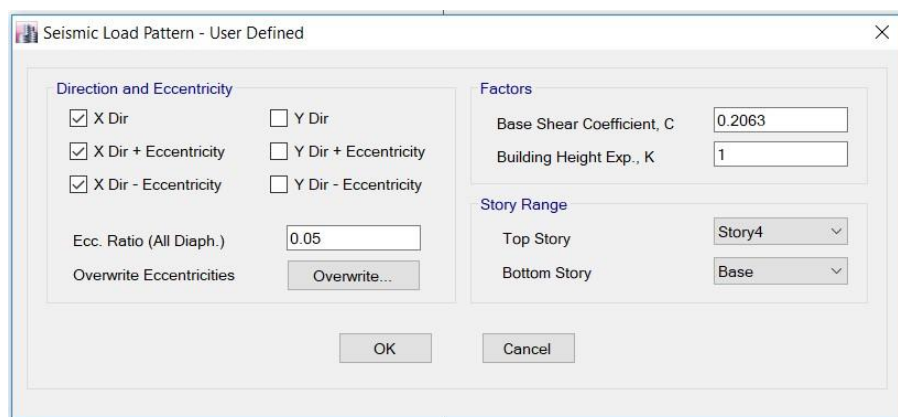 Seismic Load Pattern - User Defined
Direction and Eccentricity
X Dir
Y Dir
X Dir + Eccentricity
Y Dir + Eccentricity
X Dir - Eccentricity
Y Dir - Eccentricity
Ecc. Ratio (All Diaph.)
0.05
Overwrite Eccentricities
Overwrite...
Factors
Base Shear Coefficient, C
0.2063
Building Height Exp., K
1
Story Range
Top Story
Story4
Bottom Story
Base
OK
Cancel